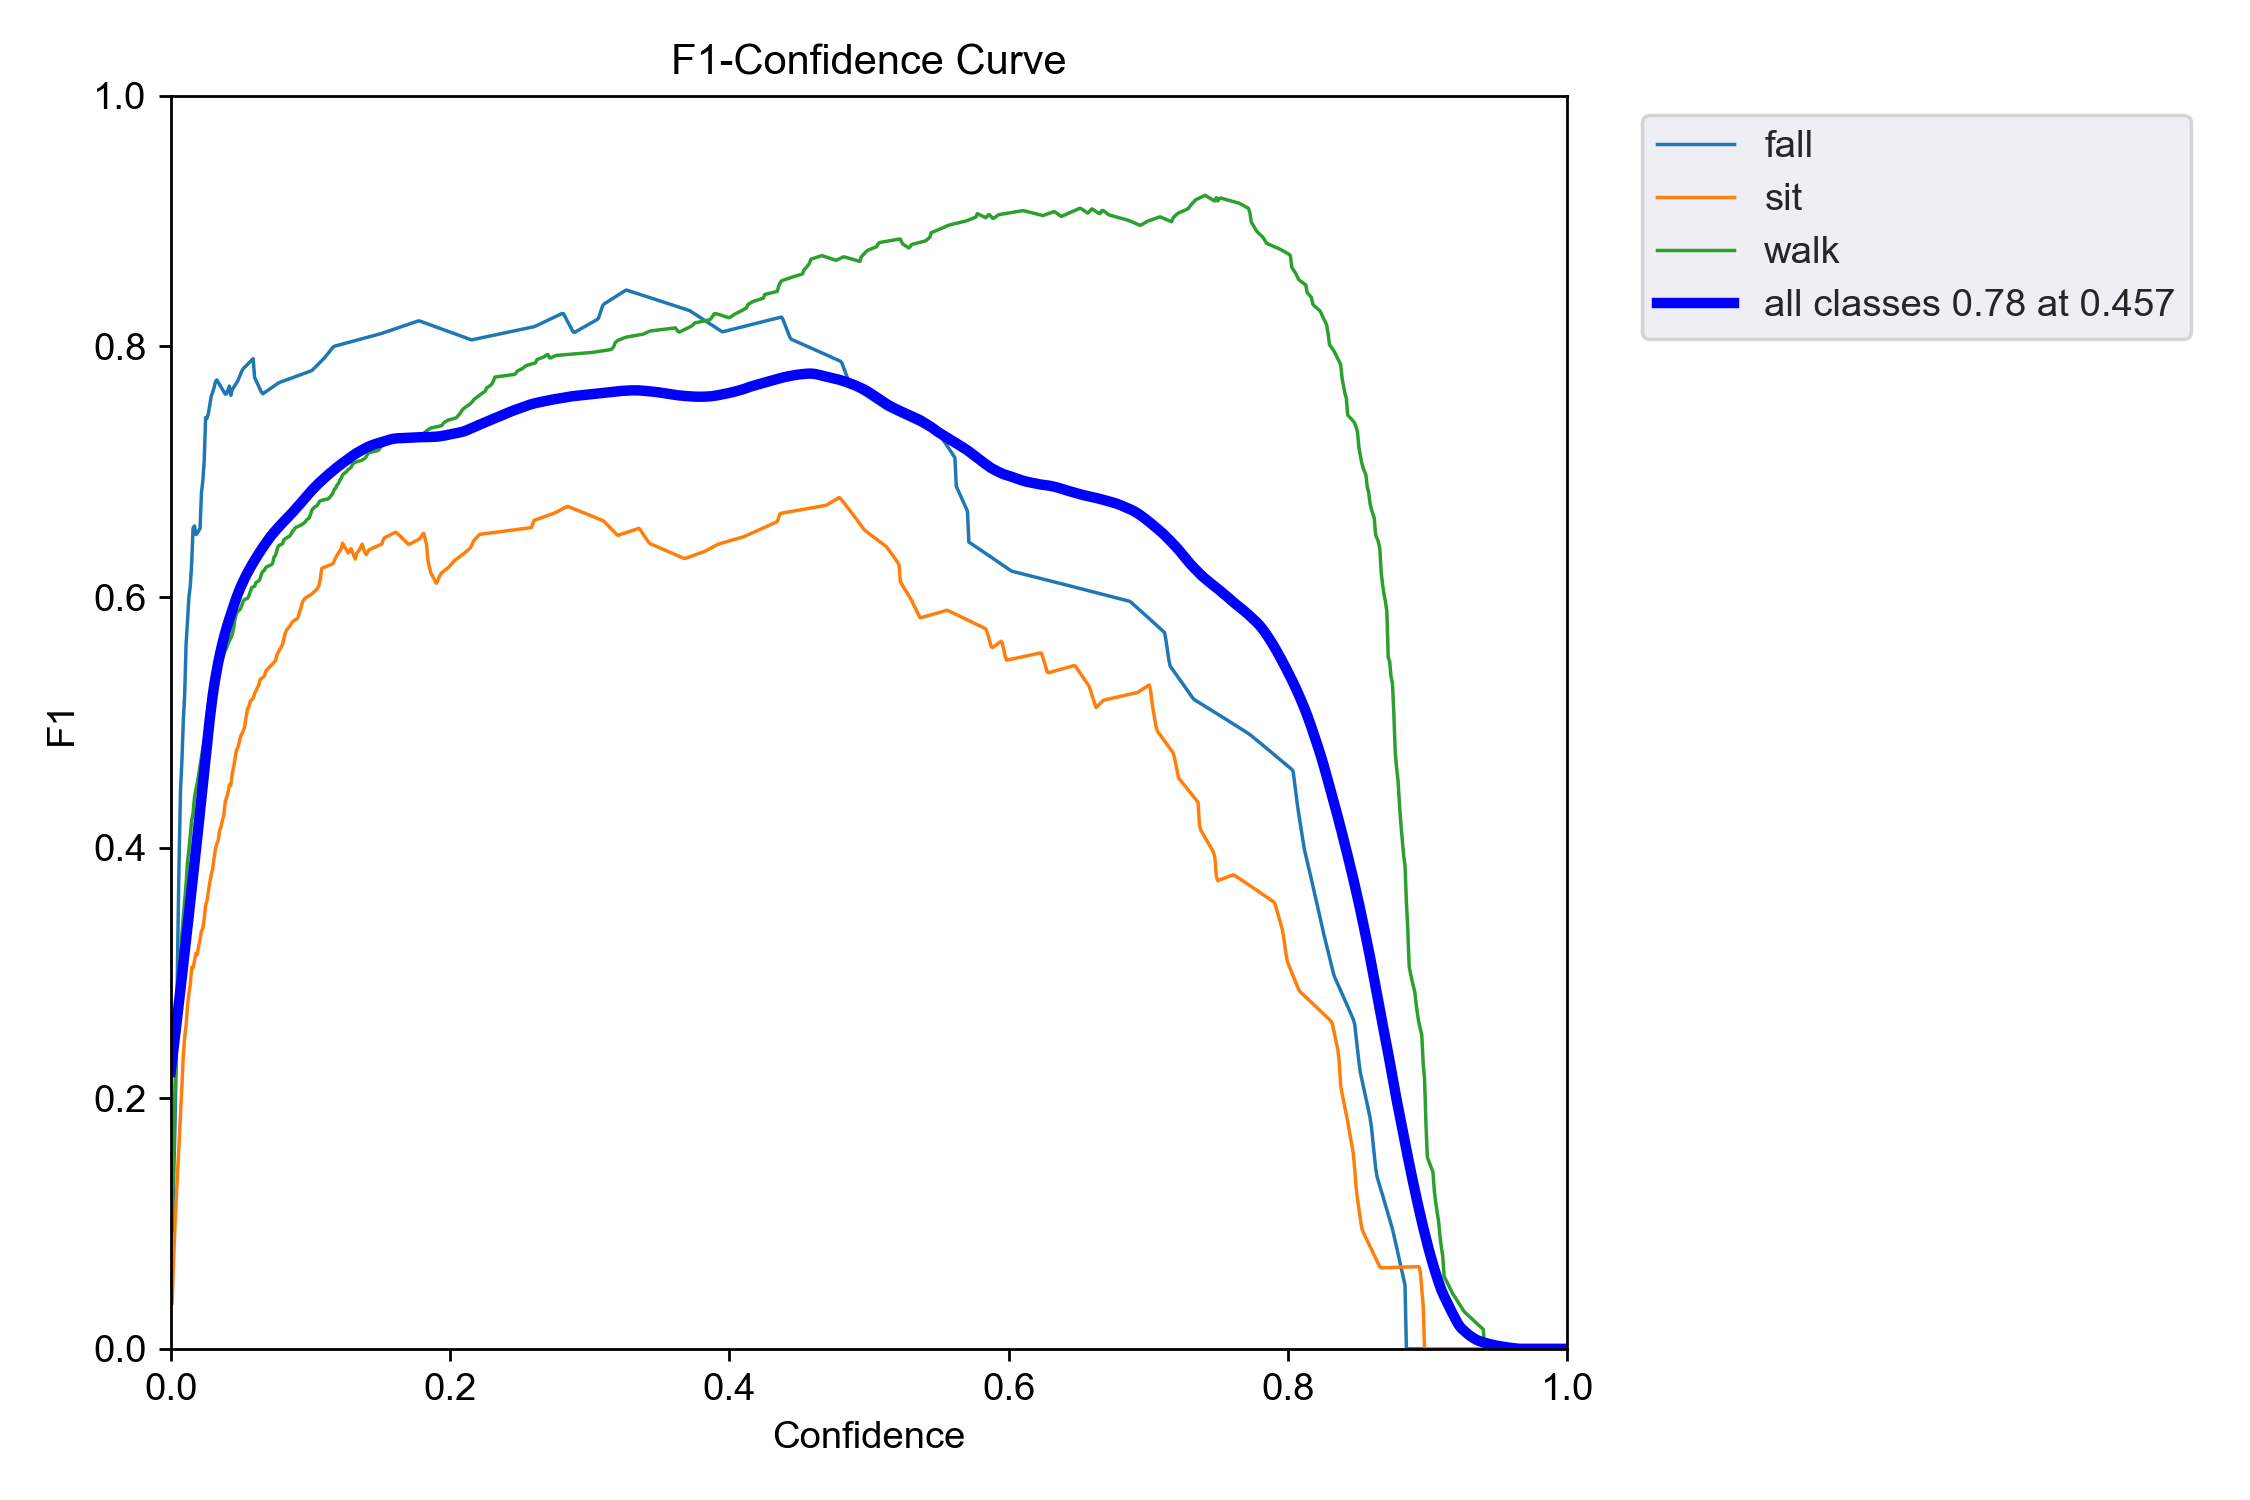 F1-Confidence Curve
1.0
0.8
0.6
0.4
0.2
0.0
F1
0.0 0.2 0.4 0.6 0.8 1.0
Confidence
fall
sit
walk
all classes 0.78 at 0.457